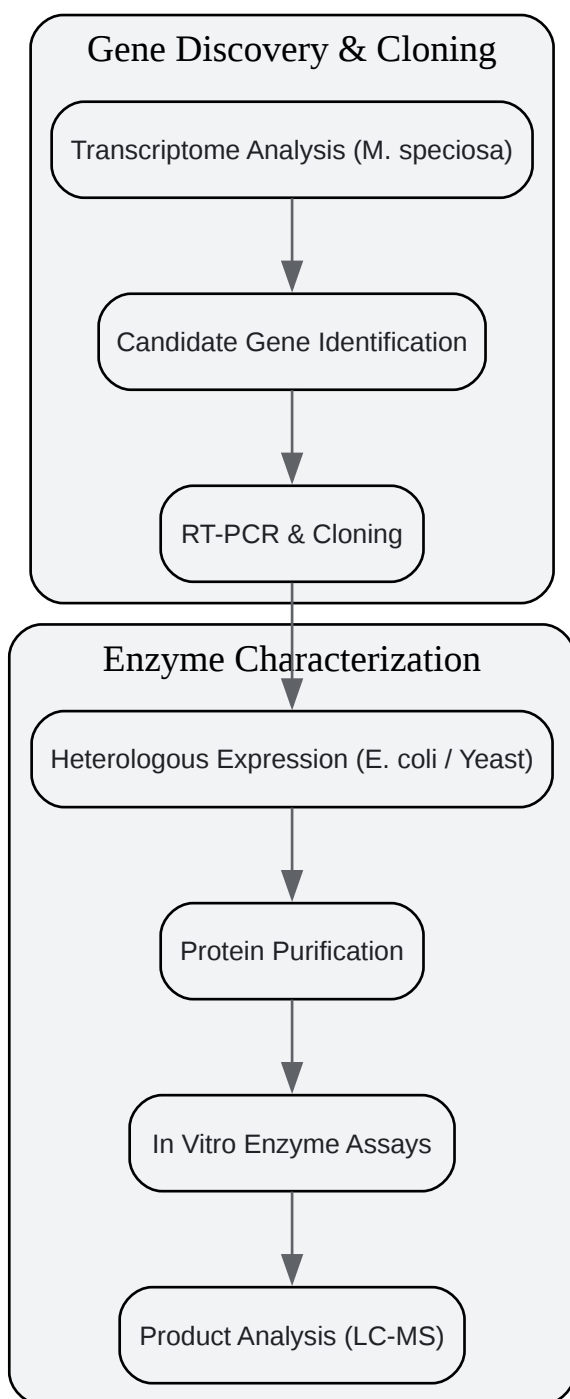 Gene Discovery & Cloning
Transcriptome Analysis (M. speciosa)
Candidate Gene Identification
RT-PCR & Cloning
Enzyme Characterization
Heterologous Expression (E. coli / Yeast)
Protein Purification
In Vitro Enzyme Assays
Product Analysis (LC-MS)